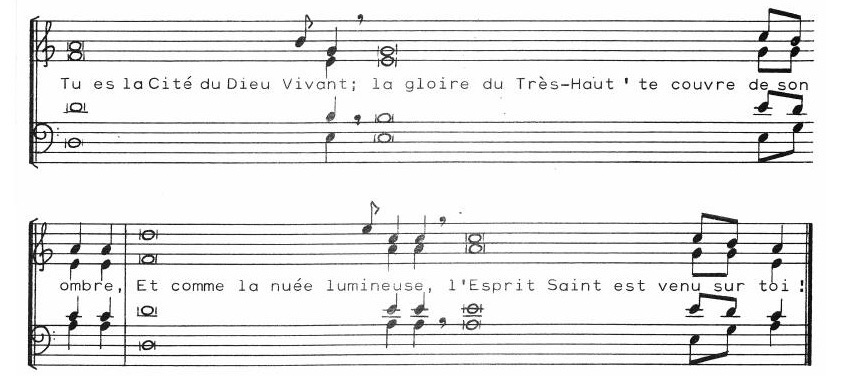 Tu es la Cité du Dieu Vivant; la gloire du Très-Haut ' te couvre de son
ombre, Et comme la nuée lumineuse, l'Esprit Saint est venu sur toi !